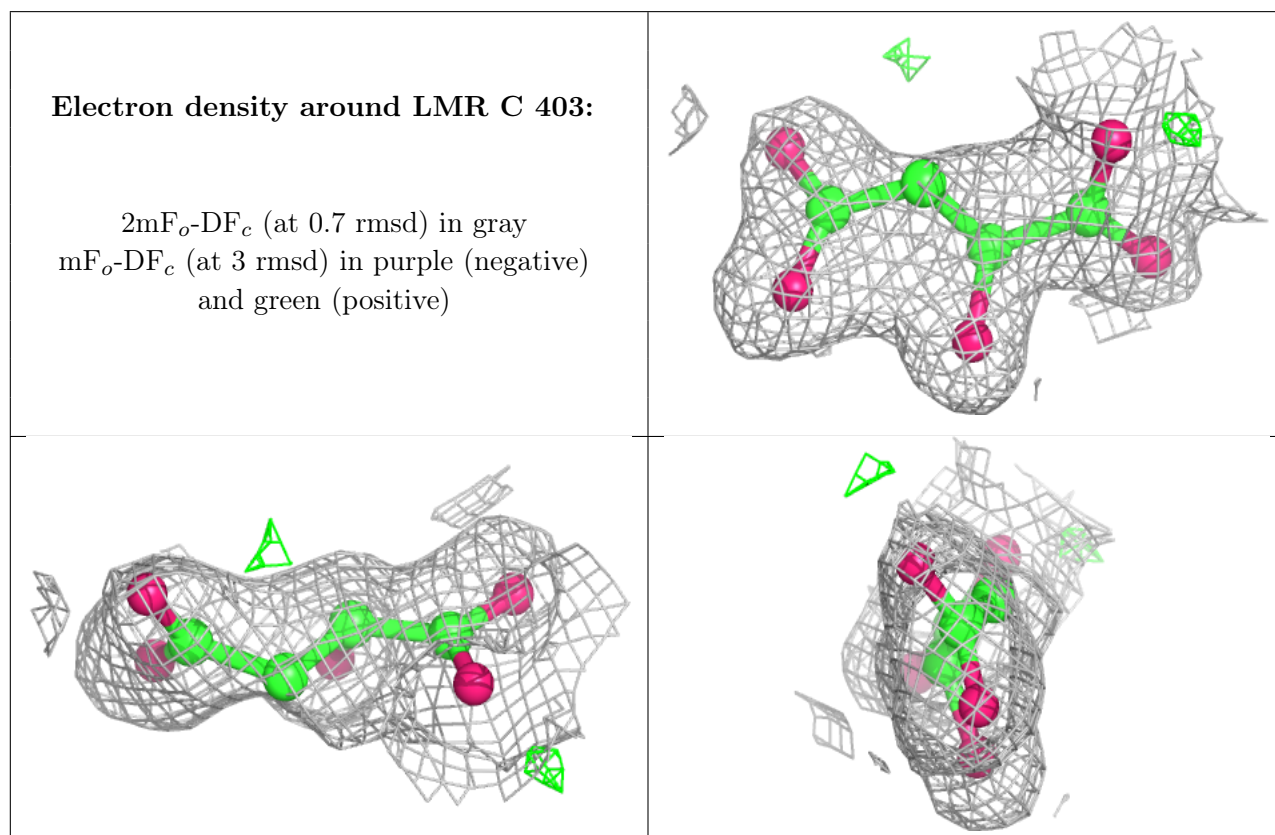 Electron density around LMR C 403:
2mFo-DFc (at 0.7 rmsd) in gray
mFo-DFc (at 3 rmsd) in purple (negative)
and green (positive)